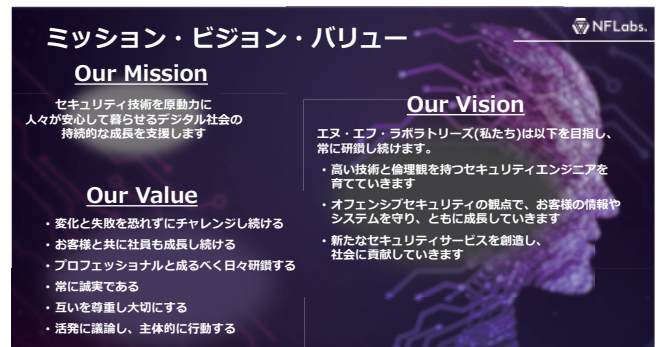 ミッション・ビジョン・バリュー
NFLabs.
Our Mission
セキュリティ技術を原動力に
人々が安心して暮らせるデジタル社会の
持続的な成長を支援します
Our Value
・変化と失敗を恐れずにチャレンジし続ける
・お客様と共に社員も成長し続ける
・プロフェッショナルと成るべく日々研鑽する
・常に誠実である
・互いを尊重し大切にする
・活発に議論し、主体的に行動する
Our Vision
エヌ・エフ・ラボラトリーズ(私たち)は以下を目指し、
常に研鑽し続けます。
・高い技術と倫理観を持つセキュリティエンジニアを
育てていきます
・オフェンシブセキュリティの観点で、お客様の情報や
システムを守り、ともに成長していきます
・新たなセキュリティサービスを創造し、
社会に貢献していきます